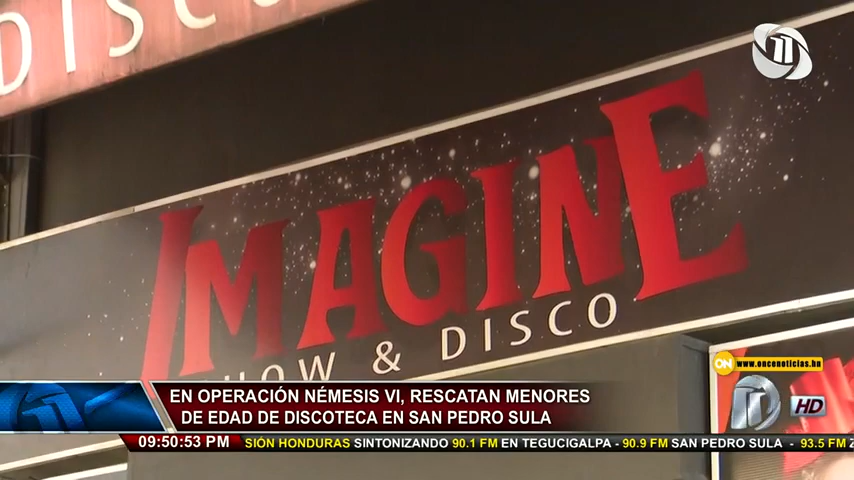 DISCO
IMAGINE
SHOW & DISCO
ON www.oncenoticias.hn
EN OPERACIÓN NÉMESIS VI, RESCATAN MENORES
DE EDAD DE DISCOTECA EN SAN PEDRO SULA
HD
09:50:53 PM SIÓN HONDURAS SINTONIZANDO 90.1 FM EN TEGUCIGALPA - 90.9 FM SAN PEDRO SULA - 93.5 FM